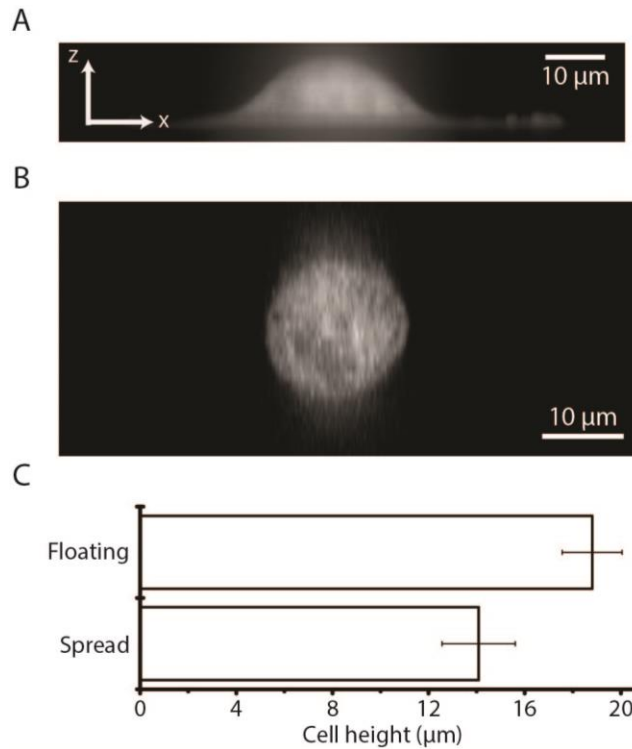 A
z
x
10 μm
B
10 μm
C
Floating
Spread
0 4 8 12 16 20
Cell height (μm)